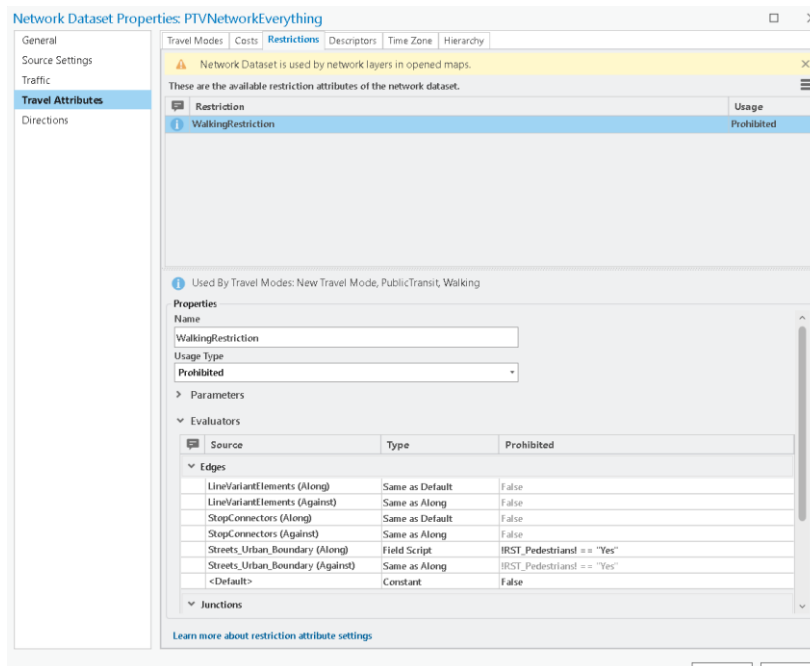 Network Dataset Properties: PTVNetworkEverything
General
Source Settings
Traffic
Travel Attributes
Directions
Travel Modes Costs Restrictions Descriptors Time Zone Hierarchy
Network Dataset is used by network layers in opened maps.
These are the available restriction attributes of the network dataset.
Restriction Usage
WalkingRestriction Prohibited
Used By Travel Modes: New Travel Mode, PublicTransit, Walking
Properties
Name
WalkingRestriction
Usage Type
Prohibited
Parameters
Evaluators
Source Type Prohibited
Edges
LineVariantElements (Along) Same as Default False
LineVariantElements (Against) Same as Along False
StopConnectors (Along) Same as Default False
StopConnectors (Against) Same as Along False
Streets_Urban_Boundary (Along) Field Script !RST_Pedestrians! == "Yes"
Streets_Urban_Boundary (Against) Same as Along !RST_Pedestrians! == "Yes"
<Default> Constant False
Junctions
Learn more about restriction attribute settings